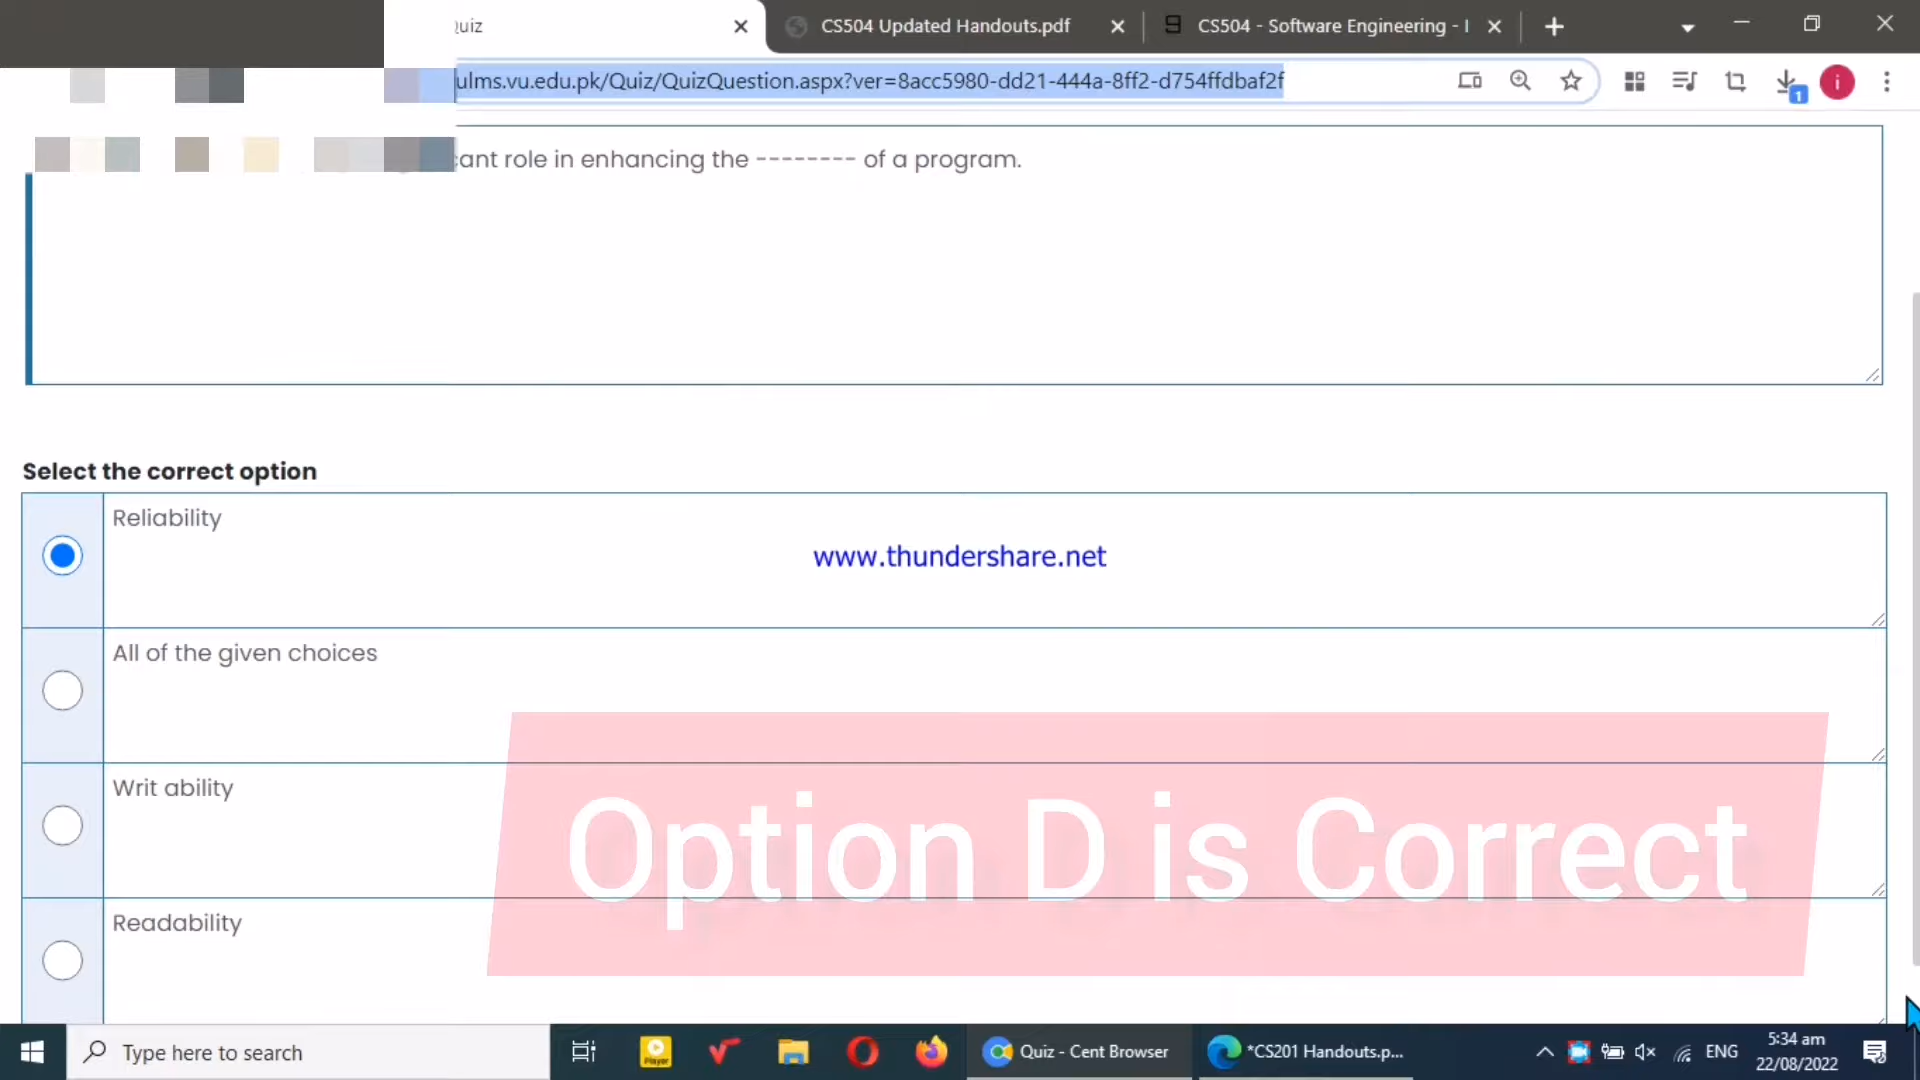 Quiz
CS504 Updated Handouts.pdf
CS504 - Software Engineering - I
ulms.vu.edu.pk/Quiz/QuizQuestion.aspx?ver=8acc5980-dd21-444a-8ff2-d754ffdbaf2f
i
1
role in enhancing the -------- of a program.
Select the correct option
Reliability
www.thundershare.net
All of the given choices
Writ ability
Option D is Correct
Readability
Type here to search
Player
Quiz - Cent Browser
*CS201 Handouts.p...
ENG
5:34 am
22/08/2022